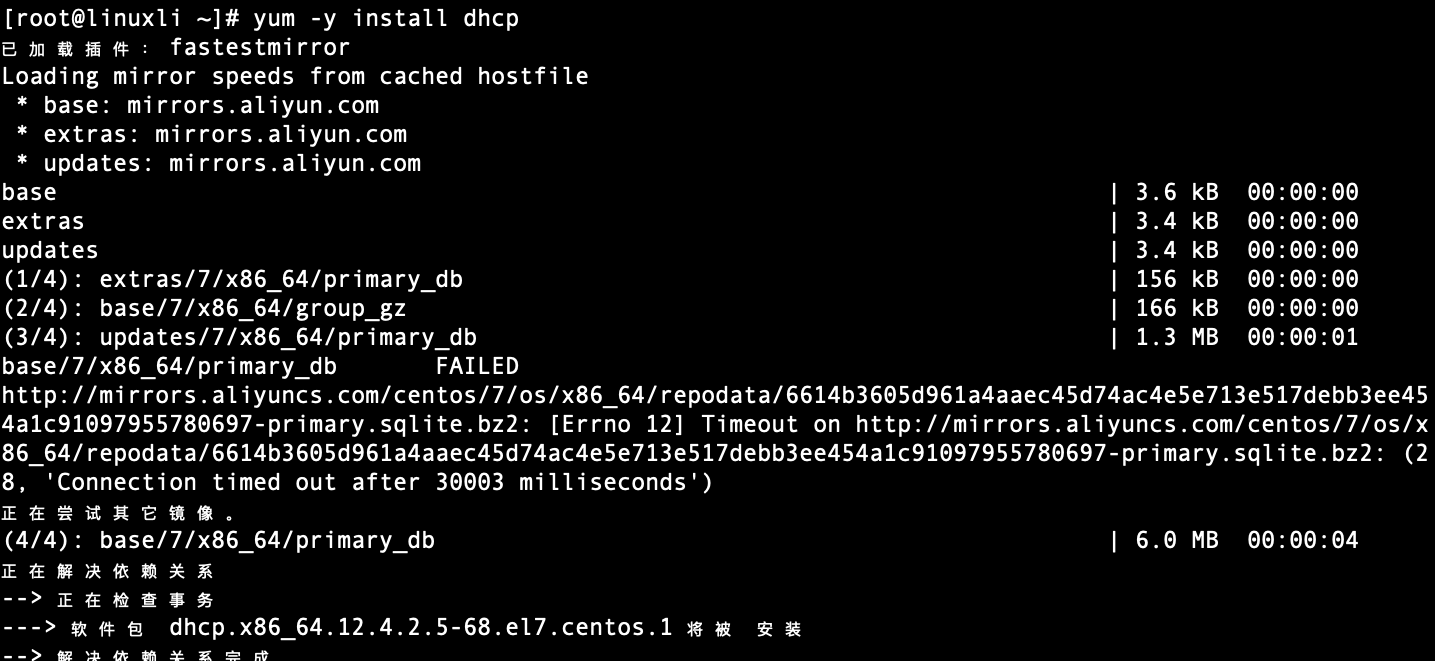 [root@linuxli ~]# yum -y install dhcp
已加载插件：fastestmirror
Loading mirror speeds from cached hostfile
 * base: mirrors.aliyun.com
 * extras: mirrors.aliyun.com
 * updates: mirrors.aliyun.com
base | 3.6 kB 00:00:00
extras | 3.4 kB 00:00:00
updates | 3.4 kB 00:00:00
(1/4): extras/7/x86_64/primary_db | 156 kB 00:00:00
(2/4): base/7/x86_64/group_gz | 166 kB 00:00:00
(3/4): updates/7/x86_64/primary_db | 1.3 MB 00:00:01
base/7/x86_64/primary_db FAILED
http://mirrors.aliyuncs.com/centos/7/os/x86_64/repodata/6614b3605d961a4aaec45d74ac4e5e713e517debb3ee45
4a1c91097955780697-primary.sqlite.bz2: [Errno 12] Timeout on http://mirrors.aliyuncs.com/centos/7/os/x
86_64/repodata/6614b3605d961a4aaec45d74ac4e5e713e517debb3ee454a1c91097955780697-primary.sqlite.bz2: (2
8, 'Connection timed out after 30003 milliseconds')
正在尝试其它镜像。
(4/4): base/7/x86_64/primary_db | 6.0 MB 00:00:04
正在解决依赖关系
--> 正在检查事务
---> 软件包 dhcp.x86_64.12.4.2.5-68.el7.centos.1 将被 安装
--> 解决依赖关系完成